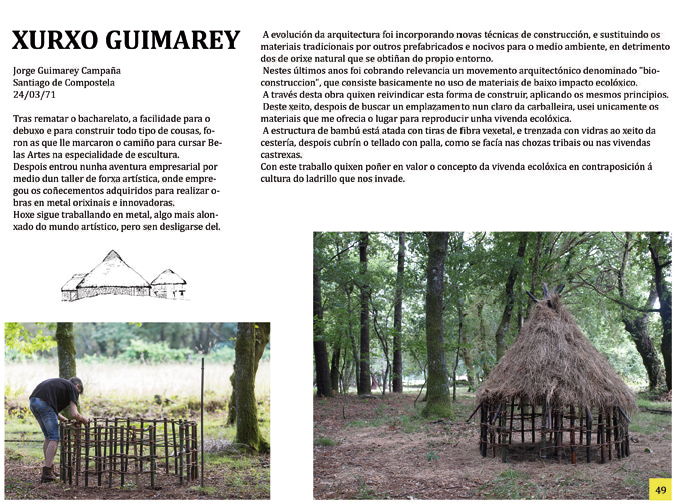 XURXO GUIMAREY
Jorge Guimarey Campaña
Santiago de Compostela
24/03/71
Tras rematar o bacharelato, a facilidade para o
debuxo e para construir todo tipo de cousas, fo-
ron as que lle marcaron o camiño para cursar Be-
las Artes na especialidade de escultura.
Despois entrou nunha aventura empresarial por
medio dun taller de forxa artística, onde empre-
gou os coñecementos adquiridos para realizar o-
bras en metal orixinais e innovadoras.
Hoxe sigue traballando en metal, algo mais alon-
xado do mundo artístico, pero sen desligarse del.
A evolución da arquitectura foi incorporando novas técnicas de construcción, e sustituindo os
materiais tradicionais por outros prefabricados e nocivos para o medio ambiente, en detrimento
dos de orixe natural que se obtiñan do propio entorno.
Nestes últimos anos foi cobrando relevancia un movemento arquitectónico denominado "bio-
construccion", que consiste basicamente no uso de materiais de baixo impacto ecolóxico.
A través desta obra quixen reivindicar esta forma de construir, aplicando os mesmos principios.
Deste xeito, despois de buscar un emplazamento nun claro da carballeira, usei unicamente os
materiais que me ofrecia o lugar para reproducir unha vivenda ecolóxica.
A estructura de bambú está atada con tiras de fibra vexetal, e trenzada con vidras ao xeito da
cestería, despois cubrín o tellado con palla, como se facía nas chozas tribais ou nas vivendas
castrexas.
Con este traballo quixen poñer en valor o concepto da vivenda ecolóxica en contraposición á
cultura do ladrillo que nos invade.
49